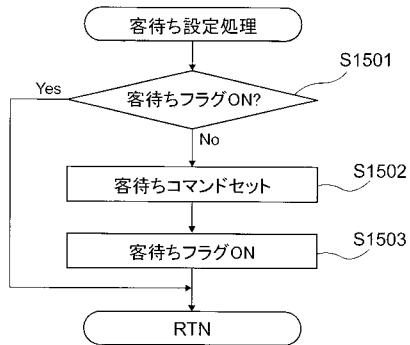 客待ち設定処理
S1501
Yes
客待ちフラグON?
No
S1502
客待ちコマンドセット
S1503
客待ちフラグON
RTN